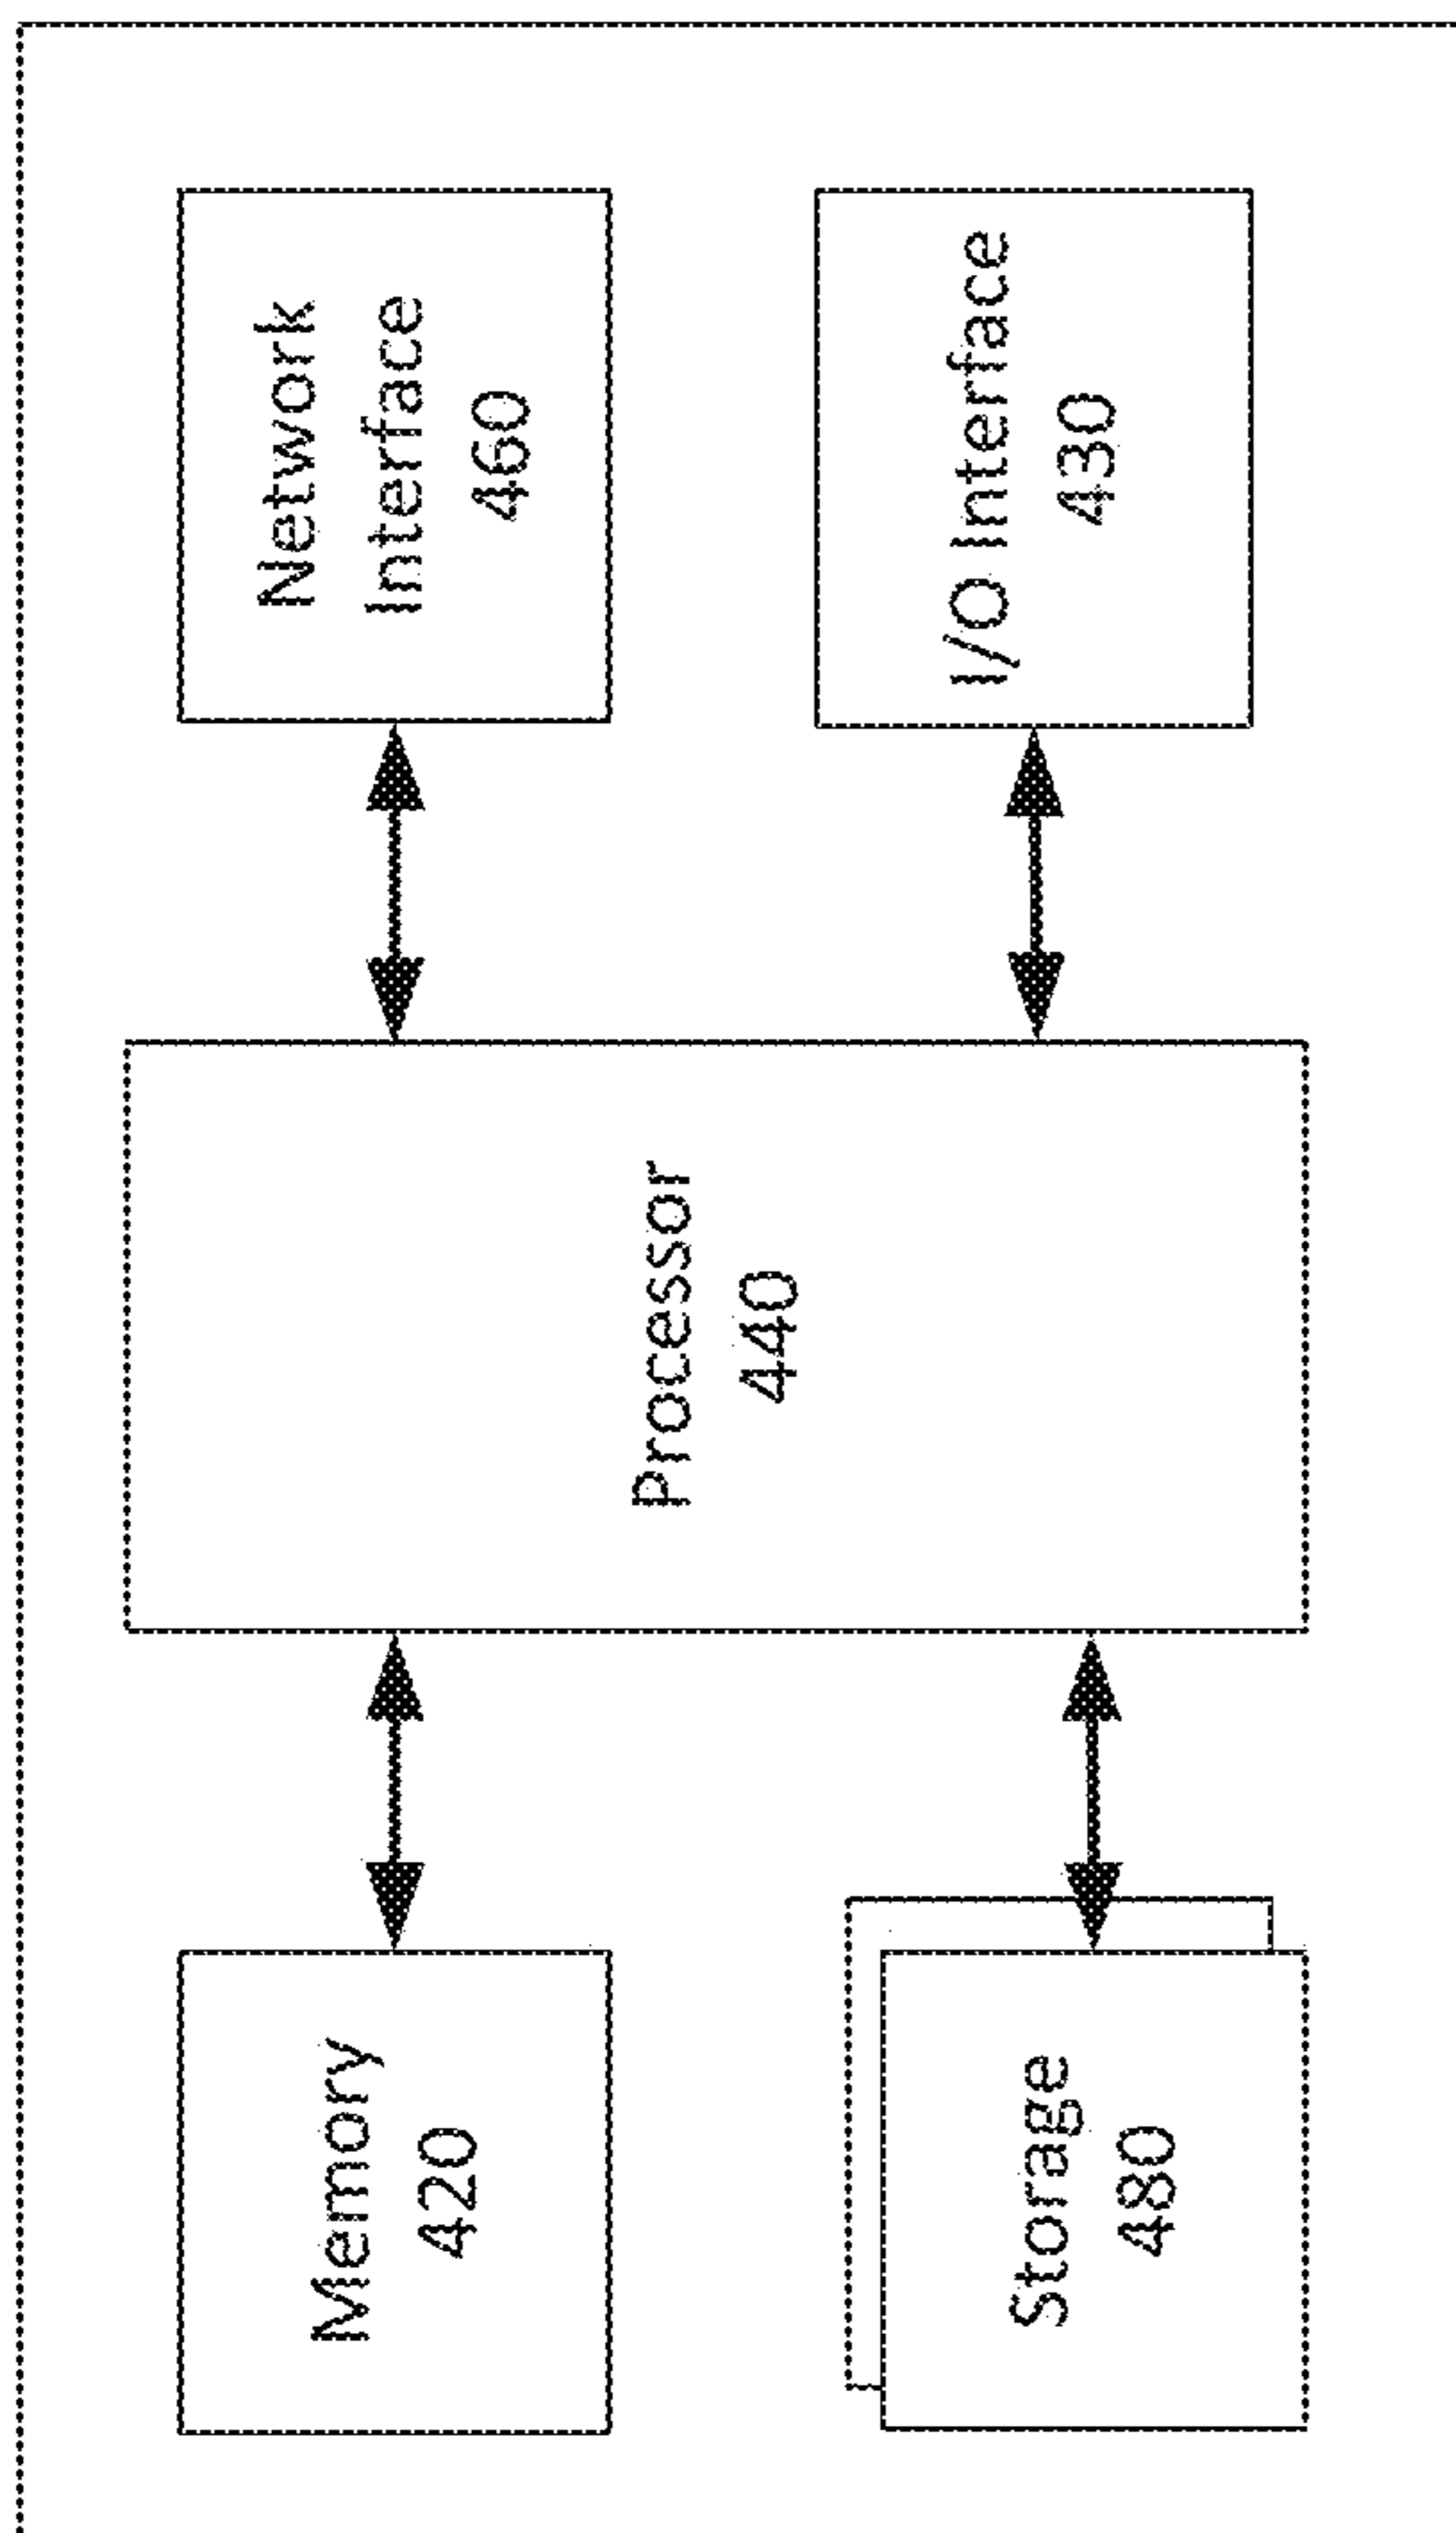 Memory
420
Processor
440
Network
Interface
460
Storage
480
I/O Interface
430